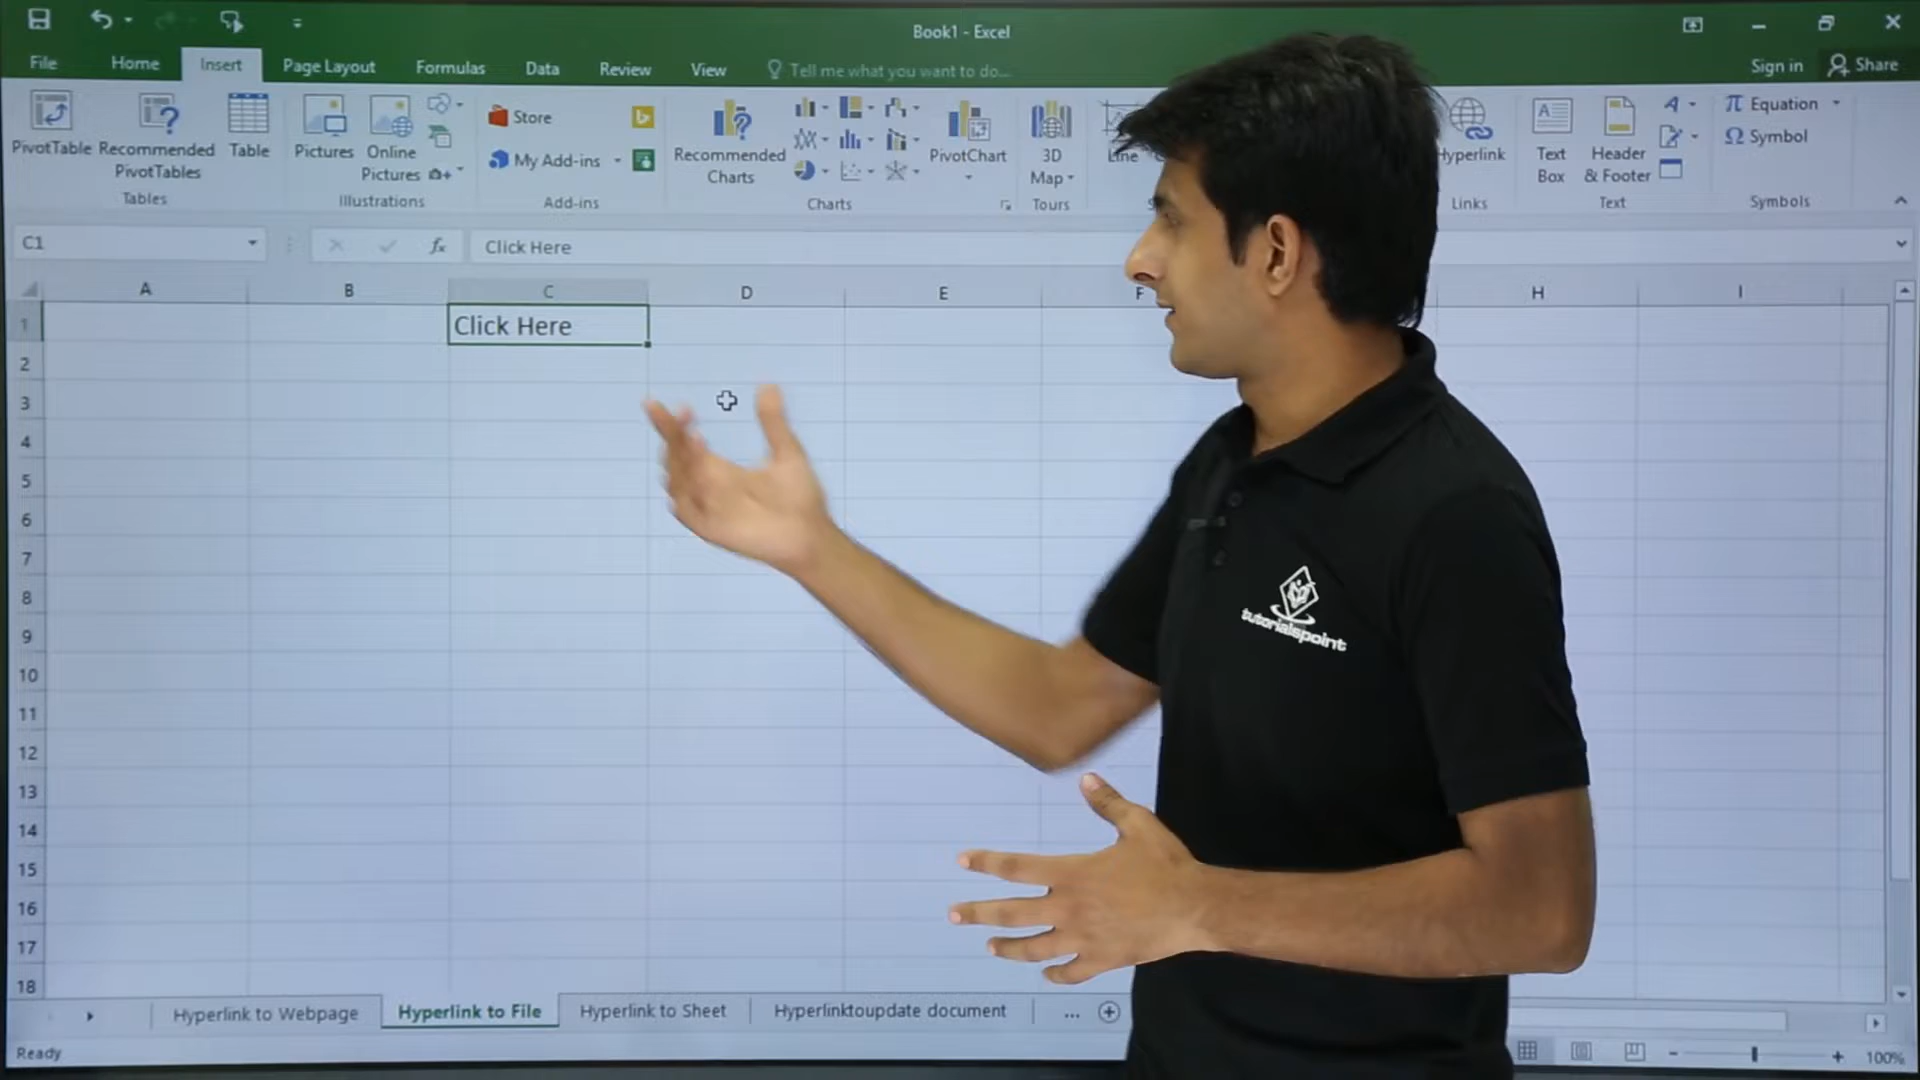 Book1 - Excel
File Home Insert Page Layout Formulas Data Review View Tell me what you want to do... Sign in Share
PivotTable Recommended PivotTables Table
Tables
Pictures Online Pictures
Illustrations
Store
My Add-ins
Add-ins
Recommended Charts
PivotChart
Charts
3D Map
Tours
Line
Hyperlink
Links
Text Box
Header & Footer
Text
Equation
Symbol
Symbols
C1 fx Click Here
A B C D E F H I
1 Click Here
2
3
4
5
6
7
8
9
10
11
12
13
14
15
16
17
18
tutorialspoint
Hyperlink to Webpage Hyperlink to File Hyperlink to Sheet Hyperlinktoupdate document ...
Ready 100%